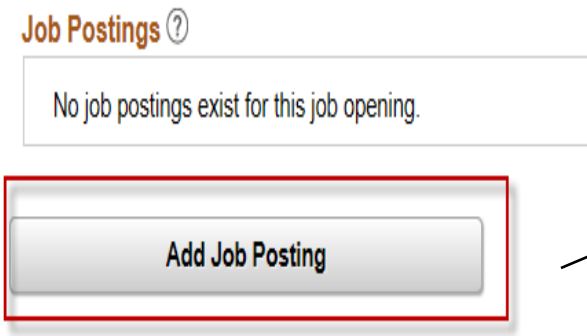 Job Postings ?
No job postings exist for this job opening.
Add Job Posting